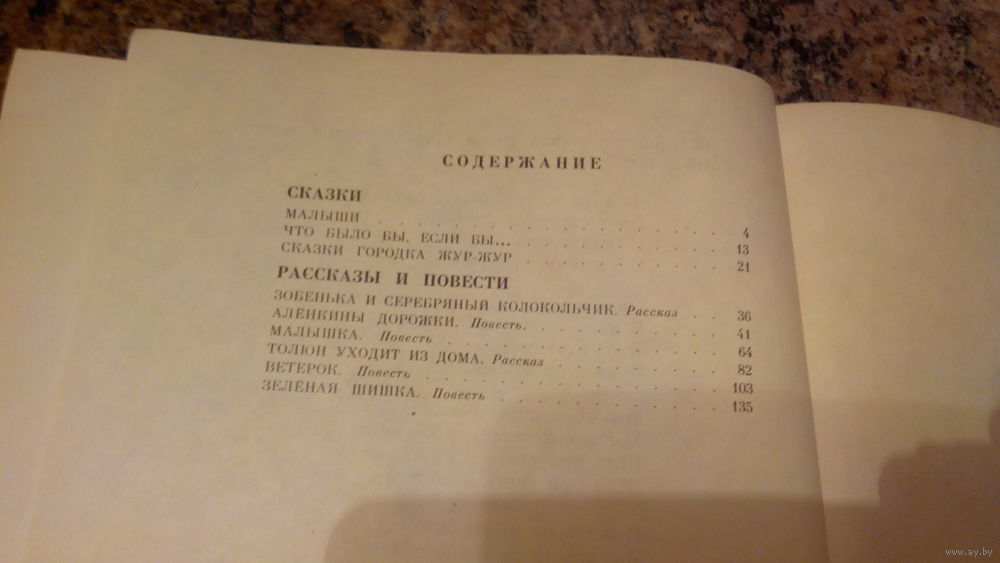 СОДЕРЖАНИЕ
СКАЗКИ
МАЛЫШИ . . . . . . . . . . . . . . . . 4
ЧТО БЫЛО БЫ, ЕСЛИ БЫ... . . . . . . . . . . 13
СКАЗКИ ГОРОДКА ЖУР-ЖУР . . . . . . . . . . 21
РАССКАЗЫ И ПОВЕСТИ
ЗОБЕНЬКА И СЕРЕБРЯНЫЙ КОЛОКОЛЬЧИК. Рассказ . . 36
АЛЁНКИНЫ ДОРОЖКИ. Повесть. . . . . . . . . . 41
МАЛЫШКА. Повесть . . . . . . . . . . . . 64
ТОЛЮН УХОДИТ ИЗ ДОМА. Рассказ . . . . . . . . 82
ВЕТЕРОК. Повесть . . . . . . . . . . . . 103
ЗЕЛЁНАЯ ШИШКА. Повесть . . . . . . . . . . 135
www.ay.by